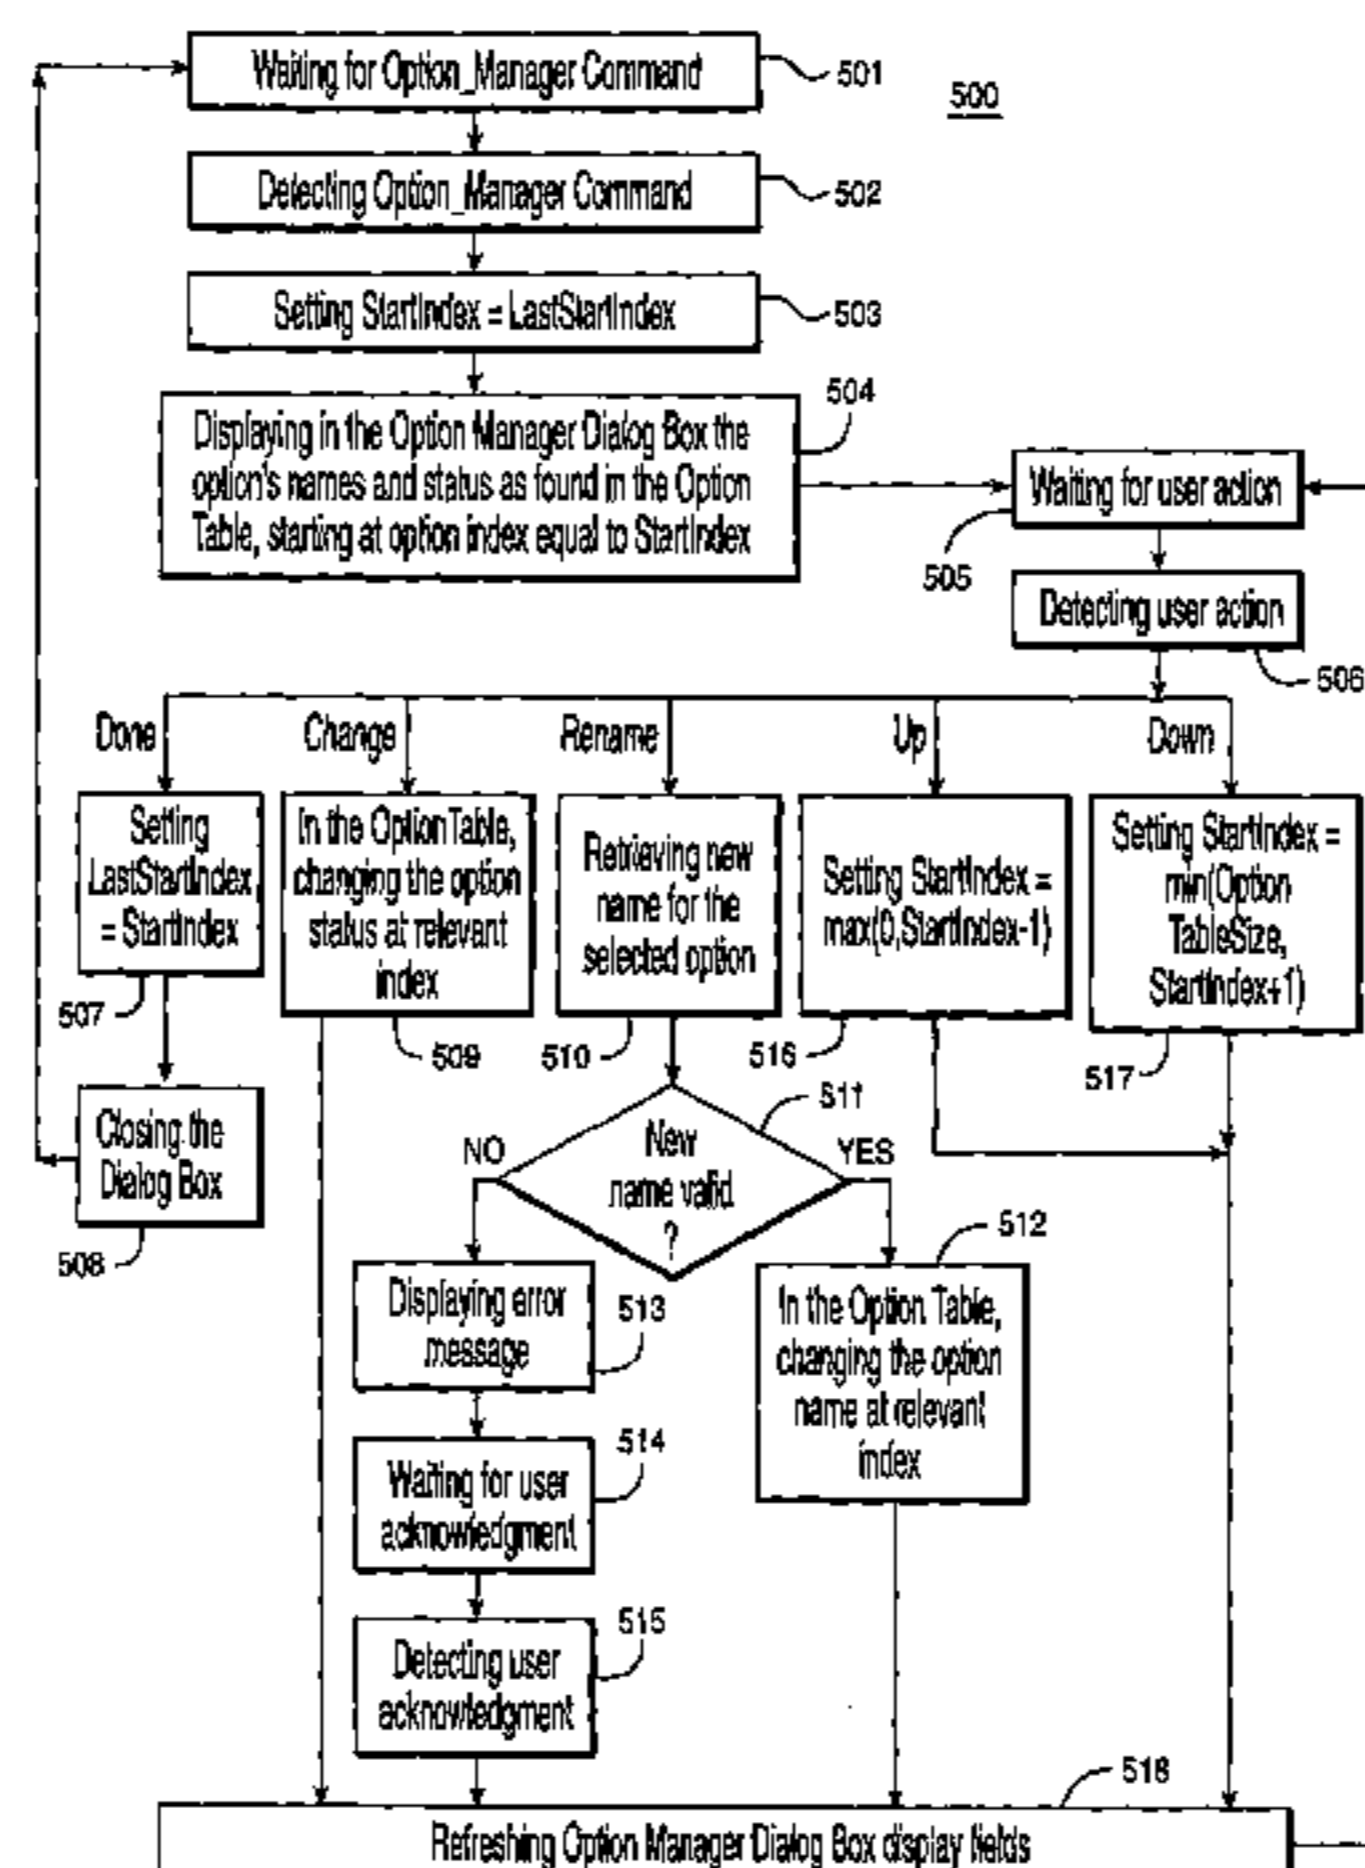 Waiting for Option_Manager Command
501
500
Detecting Option_Manager Command
502
Setting StartIndex = LastStartIndex
503
504
Displaying in the Option Manager Dialog Box the
option's names and status as found in the Option
Table, starting at option index equal to StartIndex
Waiting for user action
505
Detecting user action
506
Done
Change
Rename
Up
Down
Setting
LastStartIndex
= StartIndex
507
In the OptionTable,
changing the option
status at relevant
index
509
Retrieving new
name for the
selected option
510
Setting StartIndex =
max(0,StartIndex-1)
516
Setting StartIndex =
min(Option
TableSize,
StartIndex+1)
517
Closing the
Dialog Box
508
511
New
name valid
?
NO
YES
512
Displaying error
message
513
In the Option Table,
changing the option
name at relevant
index
Waiting for user
acknowledgment
514
Detecting user
acknowledgment
515
518
Refreshing Option Manager Dialog Box display fields